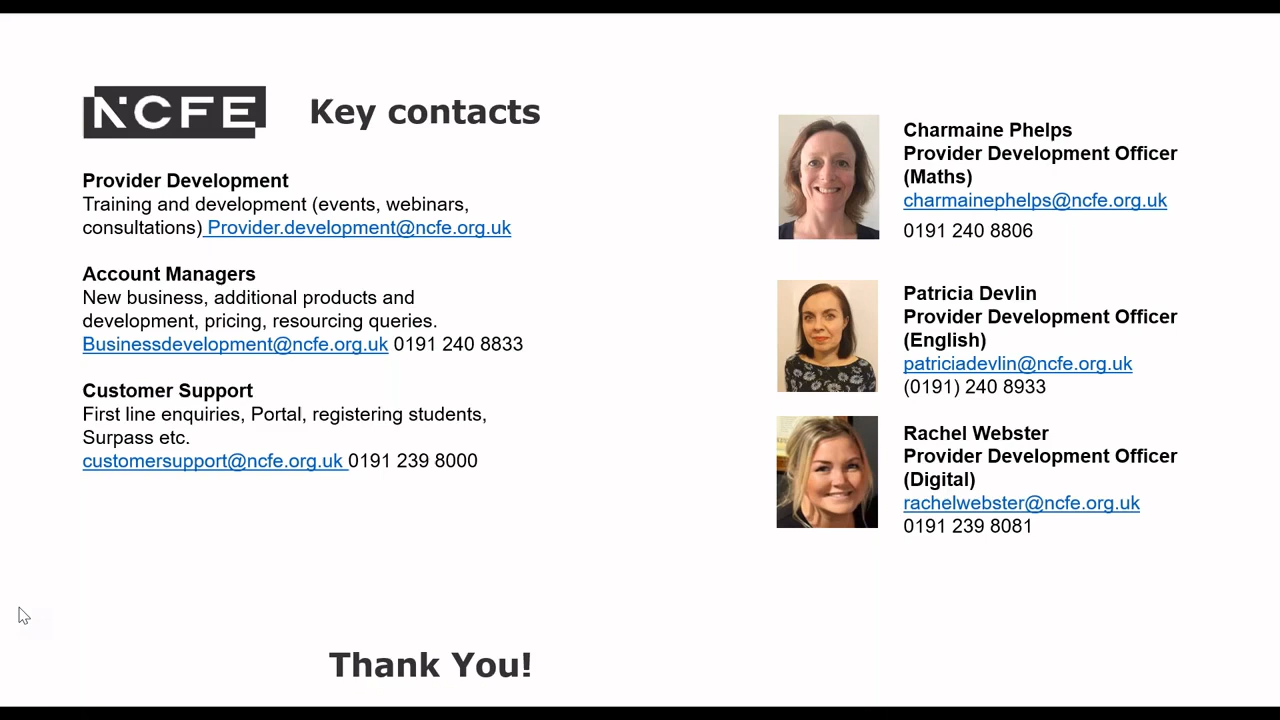 NCFE
Key contacts
Provider Development
Training and development (events, webinars,
consultations) Provider.development@ncfe.org.uk
Account Managers
New business, additional products and
development, pricing, resourcing queries.
Businessdevelopment@ncfe.org.uk 0191 240 8833
Customer Support
First line enquiries, Portal, registering students,
Surpass etc.
customersupport@ncfe.org.uk 0191 239 8000
Charmaine Phelps
Provider Development Officer
(Maths)
charmainephelps@ncfe.org.uk
0191 240 8806
Patricia Devlin
Provider Development Officer
(English)
patriciadevlin@ncfe.org.uk
(0191) 240 8933
Rachel Webster
Provider Development Officer
(Digital)
rachelwebster@ncfe.org.uk
0191 239 8081
Thank You!